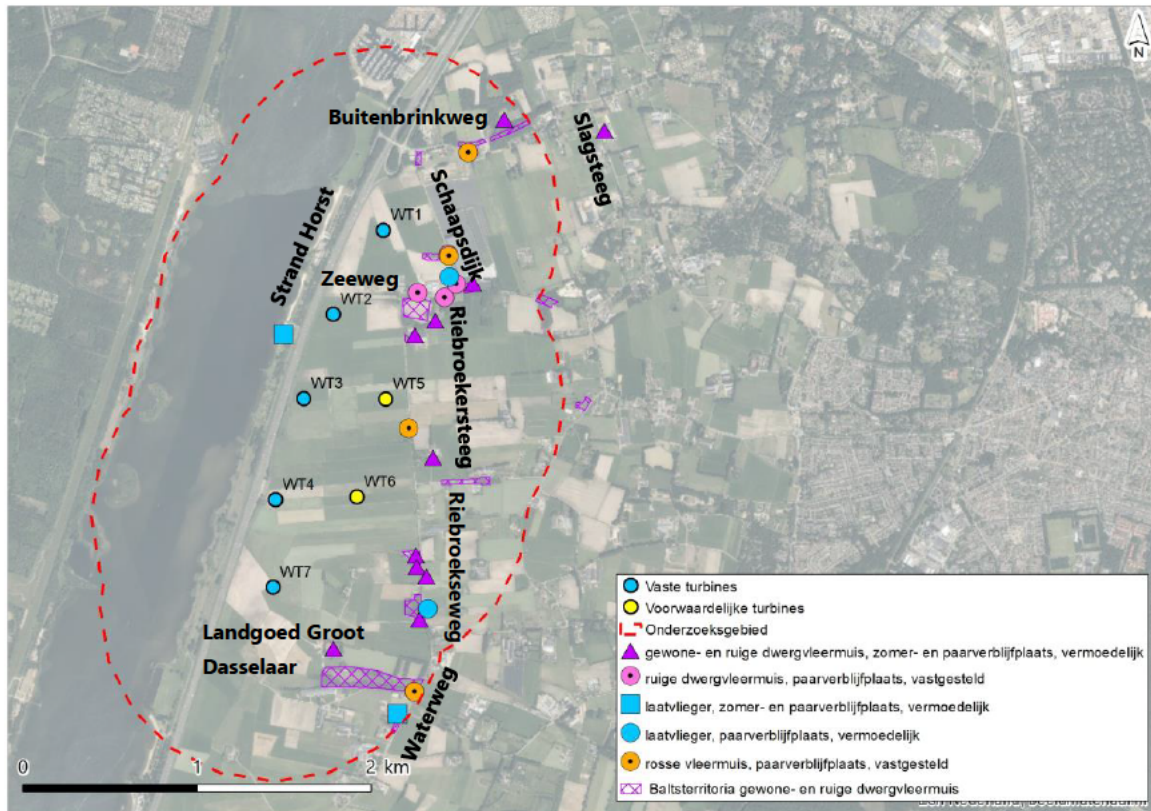 N
Buitenbrinkweg
Slagsteeg
Schaapsdijk
Strand Horst
WT1
Zeeweg
WT2
Riebroekersteeg
WT3
WT5
WT4
WT6
Riebroekseweg
WT7
Landgoed Groot
Dasselaar
Waterweg
0 1 2 km
Vaste turbines
Voorwaardelijke turbines
Onderzoeksgebied
gewone- en ruige dwergvleermuis, zomer- en paarverblijfplaats, vermoedelijk
ruige dwergvleermuis, paarverblijfplaats, vastgesteld
laatvlieger, zomer- en paarverblijfplaats, vermoedelijk
laatvlieger, paarverblijfplaats, vermoedelijk
rosse vleermuis, paarverblijfplaats, vastgesteld
Baltsterritoria gewone- en ruige dwergvleermuis